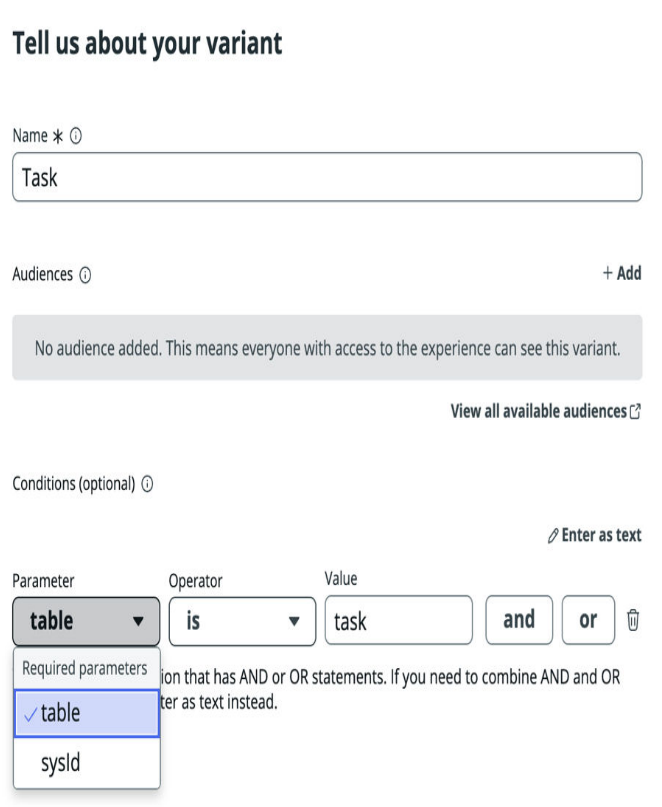 Tell us about your variant
Name *
Task
Audiences
+ Add
No audience added. This means everyone with access to the experience can see this variant.
View all available audiences
Conditions (optional)
Enter as text
Parameter Operator Value
table is task and or
Required parameters
ion that has AND or OR statements. If you need to combine AND and OR
ter as text instead.
table
sysId